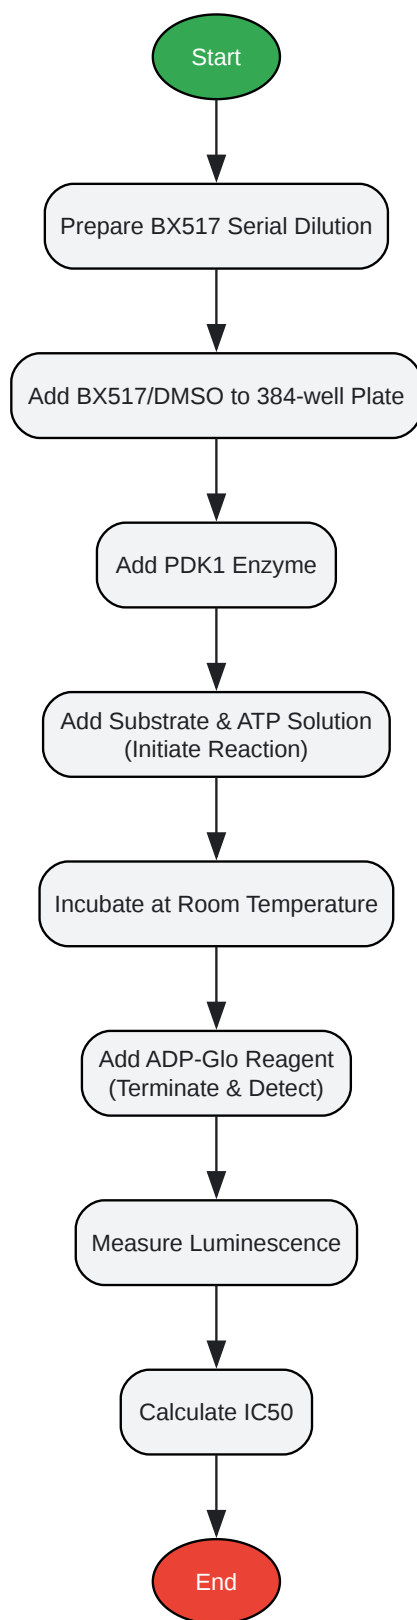 Start
Prepare BX517 Serial Dilution
Add BX517/DMSO to 384-well Plate
Add PDK1 Enzyme
Add Substrate & ATP Solution
(Initiate Reaction)
Incubate at Room Temperature
Add ADP-Glo Reagent
(Terminate & Detect)
Measure Luminescence
Calculate IC50
End